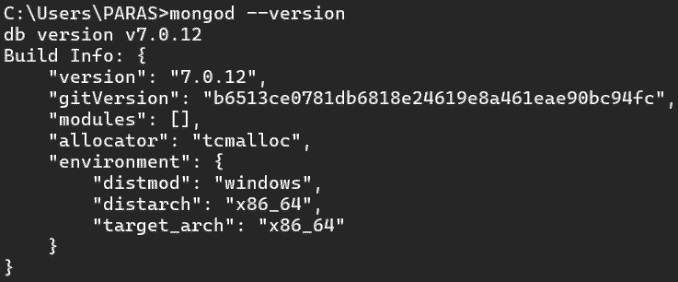 C:\Users\PARAS>mongod --version
db version v7.0.12
Build Info: {
    "version": "7.0.12",
    "gitVersion": "b6513ce0781db6818e24619e8a461eae90bc94fc",
    "modules": [],
    "allocator": "tcmalloc",
    "environment": {
        "distmod": "windows",
        "distarch": "x86_64",
        "target_arch": "x86_64"
    }
}